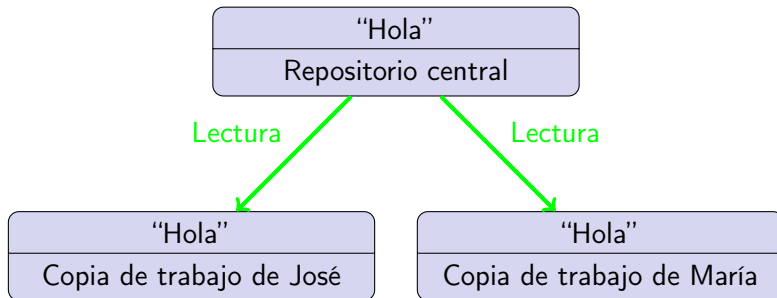 “Hola”
Repositorio central
Lectura
Lectura
“Hola”
Copia de trabajo de José
“Hola”
Copia de trabajo de María